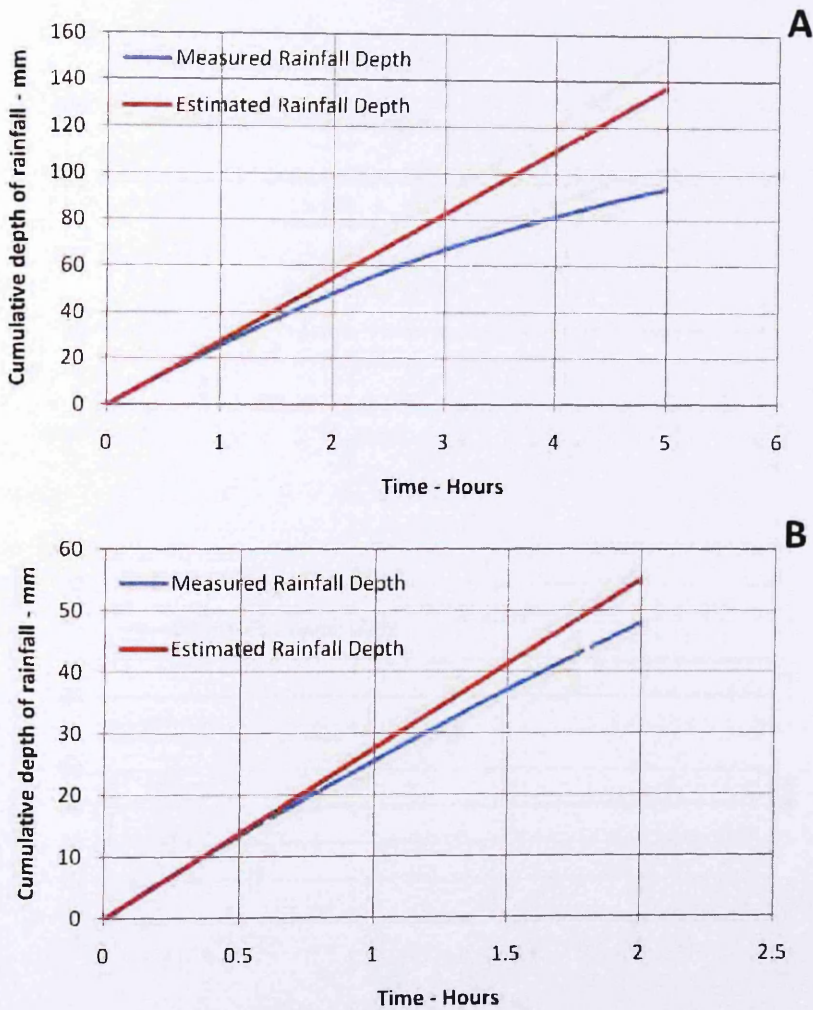 A
160
140
120
100
80
60
40
20
0
Measured Rainfall Depth
Estimated Rainfall Depth
Cumulative depth of rainfall - mm
0 1 2 3 4 5 6
Time - Hours
B
60
50
40
30
20
10
0
Measured Rainfall Depth
Estimated Rainfall Depth
Cumulative depth of rainfall - mm
0 0.5 1 1.5 2 2.5
Time - Hours